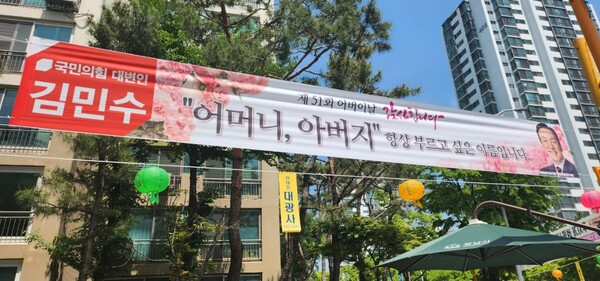 국민의힘 대변인
김민수
제 51회 어버이날 감사합니다
"어머니, 아버지" 항상 부르고 싶은 이름입니다.
대광사